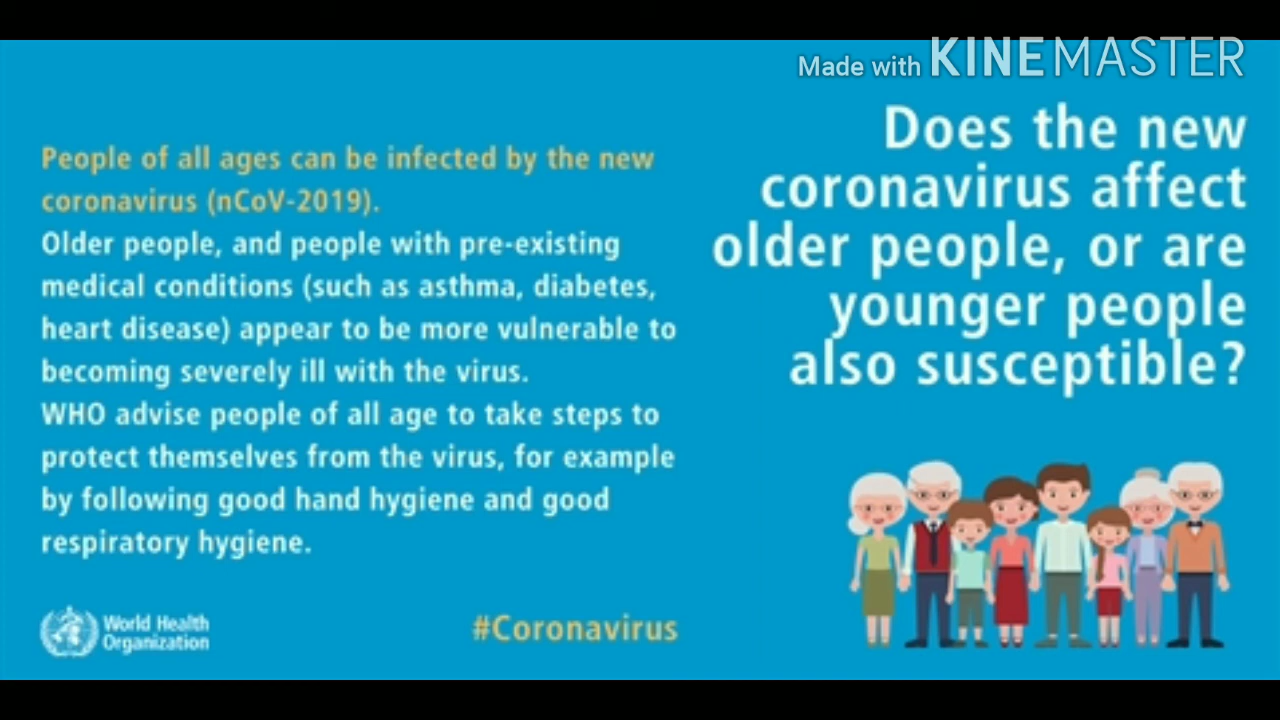 Made with KINEMASTER
Does the new
coronavirus affect
older people, or are
younger people
also susceptible?
People of all ages can be infected by the new
coronavirus (nCoV-2019).
Older people, and people with pre-existing
medical conditions (such as asthma, diabetes,
heart disease) appear to be more vulnerable to
becoming severely ill with the virus.
WHO advise people of all age to take steps to
protect themselves from the virus, for example
by following good hand hygiene and good
respiratory hygiene.
World Health
Organization
#Coronavirus